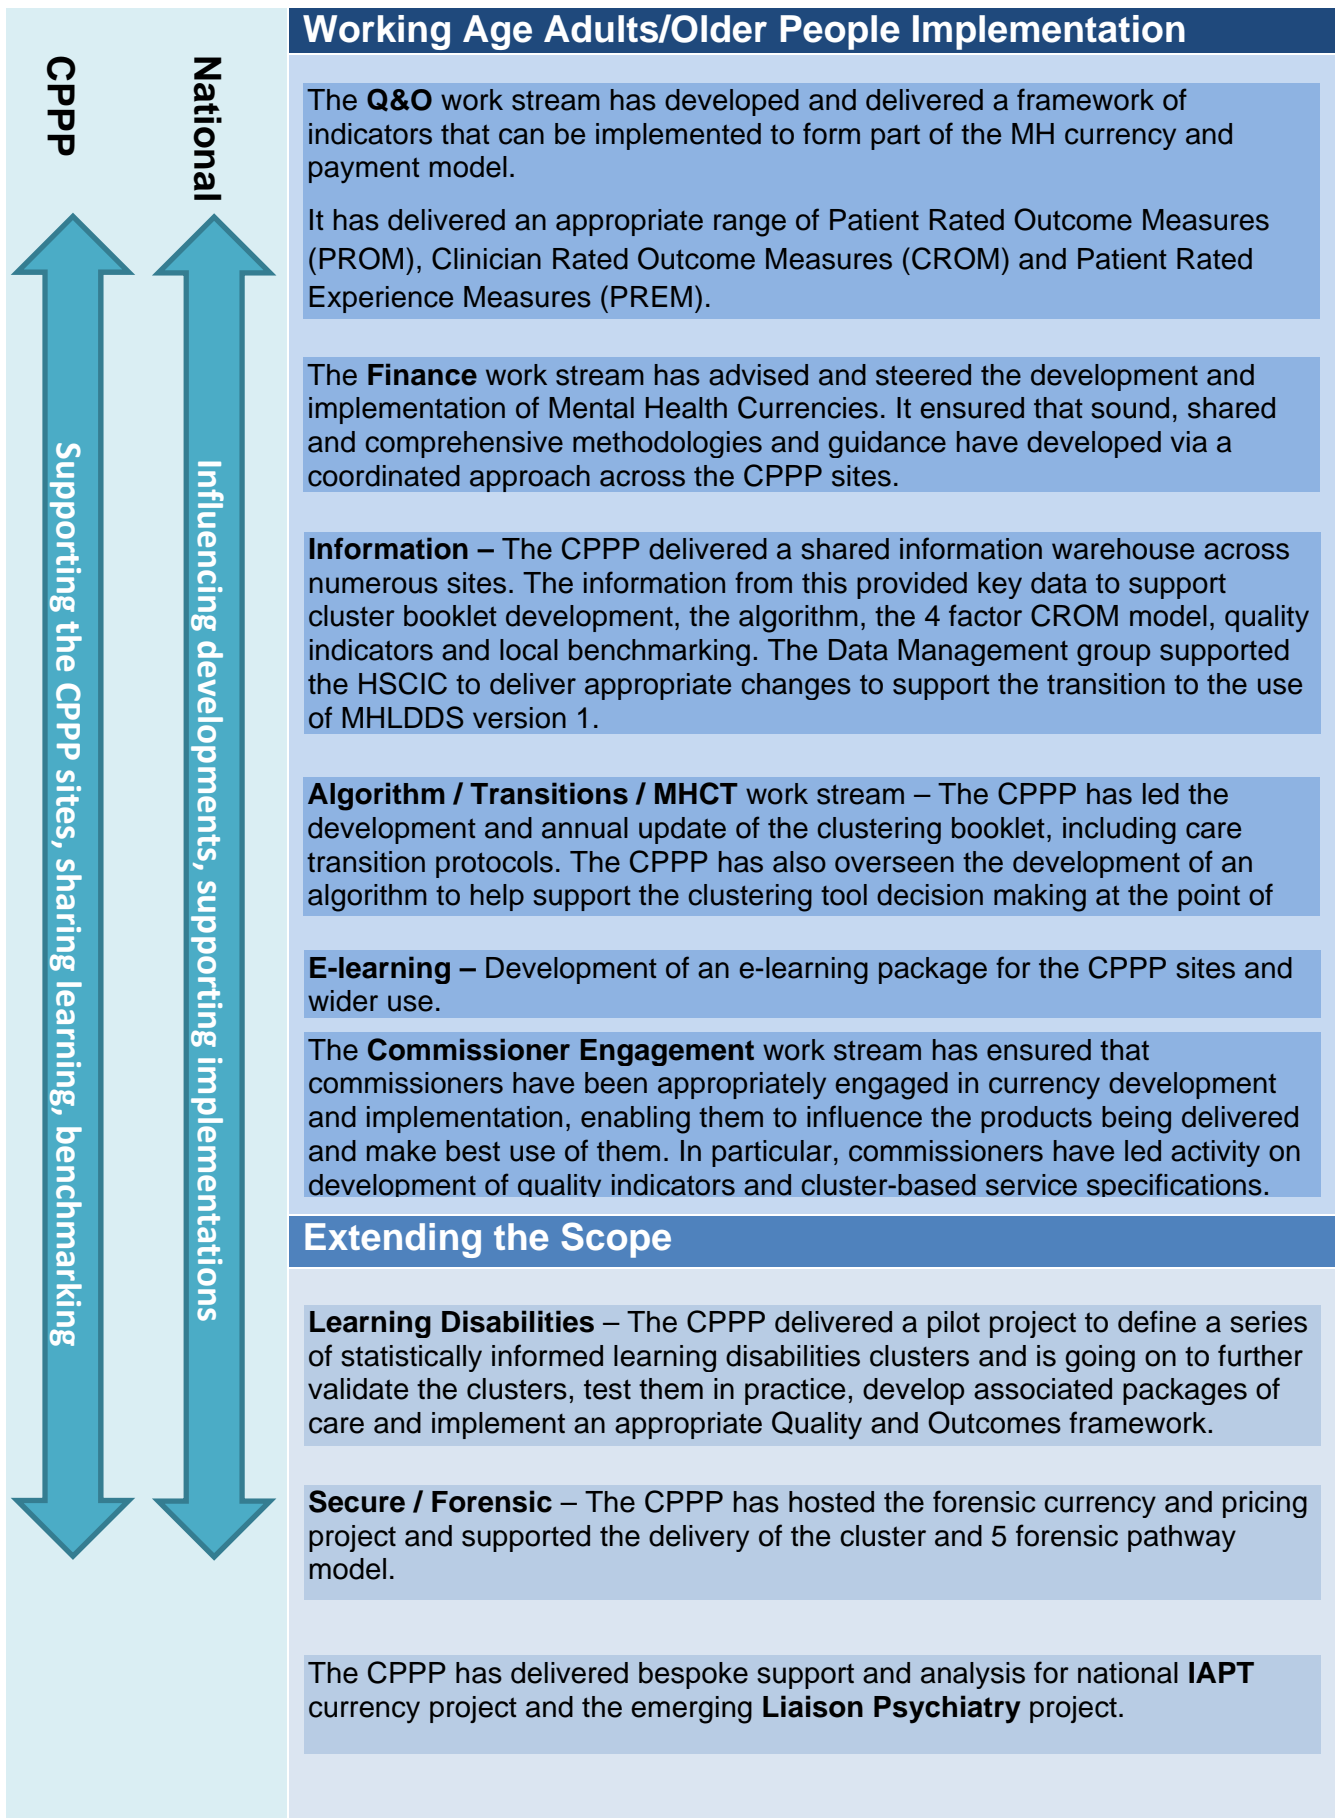 CPPP
National
Supporting the CPPP sites, sharing learning, benchmarking
Influencing developments, supporting implementations
Working Age Adults/Older People Implementation
The Q&O work stream has developed and delivered a framework of
indicators that can be implemented to form part of the MH currency and
payment model.
It has delivered an appropriate range of Patient Rated Outcome Measures
(PROM), Clinician Rated Outcome Measures (CROM) and Patient Rated
Experience Measures (PREM).
The Finance work stream has advised and steered the development and
implementation of Mental Health Currencies. It ensured that sound, shared
and comprehensive methodologies and guidance have developed via a
coordinated approach across the CPPP sites.
Information – The CPPP delivered a shared information warehouse across
numerous sites. The information from this provided key data to support
cluster booklet development, the algorithm, the 4 factor CROM model, quality
indicators and local benchmarking. The Data Management group supported
the HSCIC to deliver appropriate changes to support the transition to the use
of MHLDDS version 1.
Algorithm / Transitions / MHCT work stream – The CPPP has led the
development and annual update of the clustering booklet, including care
transition protocols. The CPPP has also overseen the development of an
algorithm to help support the clustering tool decision making at the point of
E-learning – Development of an e-learning package for the CPPP sites and
wider use.
The Commissioner Engagement work stream has ensured that
commissioners have been appropriately engaged in currency development
and implementation, enabling them to influence the products being delivered
and make best use of them. In particular, commissioners have led activity on
development of quality indicators and cluster-based service specifications.
Extending the Scope
Learning Disabilities – The CPPP delivered a pilot project to define a series
of statistically informed learning disabilities clusters and is going on to further
validate the clusters, test them in practice, develop associated packages of
care and implement an appropriate Quality and Outcomes framework.
Secure / Forensic – The CPPP has hosted the forensic currency and pricing
project and supported the delivery of the cluster and 5 forensic pathway
model.
The CPPP has delivered bespoke support and analysis for national IAPT
currency project and the emerging Liaison Psychiatry project.